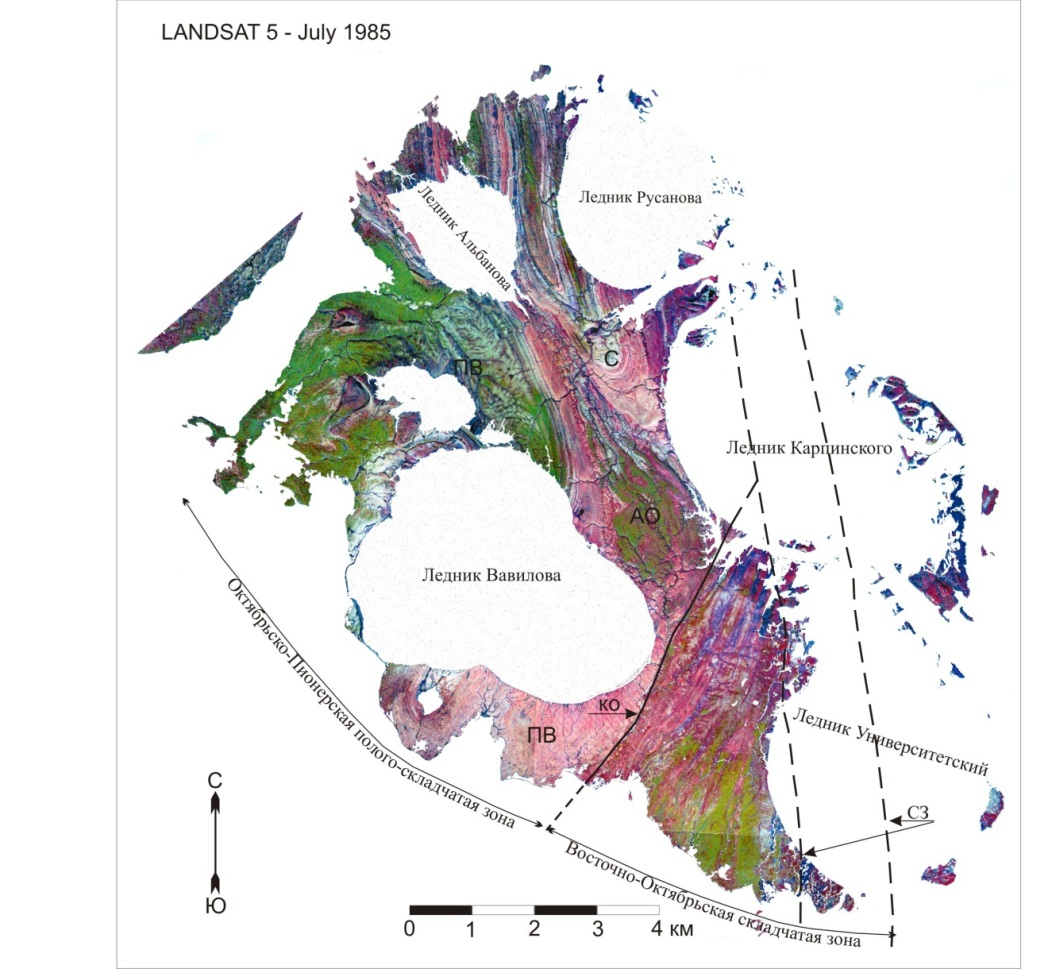 LANDSAT 5 - July 1985
Ледник Русанова
Ледник Альбанова
С
ПВ
Ледник Карпинского
АО
Ледник Вавилова
Октябрьско-Пионерская полого-складчатая зона
ко
ПВ
Ледник Университетский
С
СЗ
Ю
Восточно-Октябрьская складчатая зона
0 1 2 3 4 км